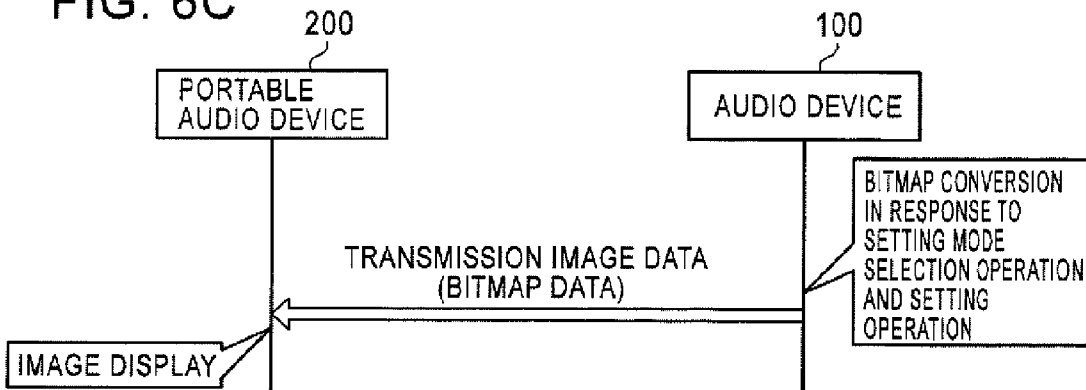 FIG. 6C
200
100
PORTABLE
AUDIO DEVICE
AUDIO DEVICE
BITMAP CONVERSION
IN RESPONSE TO
SETTING MODE
SELECTION OPERATION
AND SETTING
OPERATION
TRANSMISSION IMAGE DATA
(BITMAP DATA)
IMAGE DISPLAY